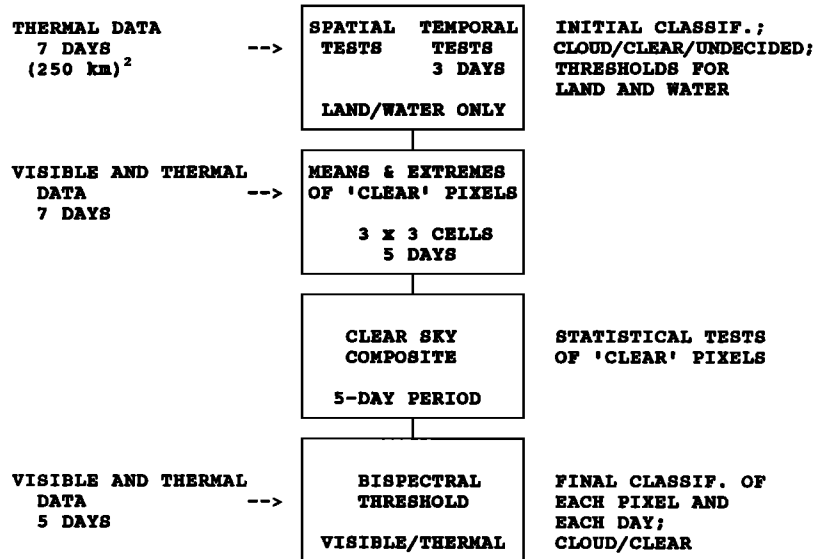 THERMAL DATA
7 DAYS
(250 km)²
-->
SPATIAL TEMPORAL
TESTS TESTS
3 DAYS
LAND/WATER ONLY
INITIAL CLASSIF.;
CLOUD/CLEAR/UNDECIDED;
THRESHOLDS FOR
LAND AND WATER
VISIBLE AND THERMAL
DATA
7 DAYS
-->
MEANS & EXTREMES
OF 'CLEAR' PIXELS
3 x 3 CELLS
5 DAYS
CLEAR SKY
COMPOSITE
5-DAY PERIOD
STATISTICAL TESTS
OF 'CLEAR' PIXELS
VISIBLE AND THERMAL
DATA
5 DAYS
-->
BISPECTRAL
THRESHOLD
VISIBLE/THERMAL
FINAL CLASSIF. OF
EACH PIXEL AND
EACH DAY;
CLOUD/CLEAR